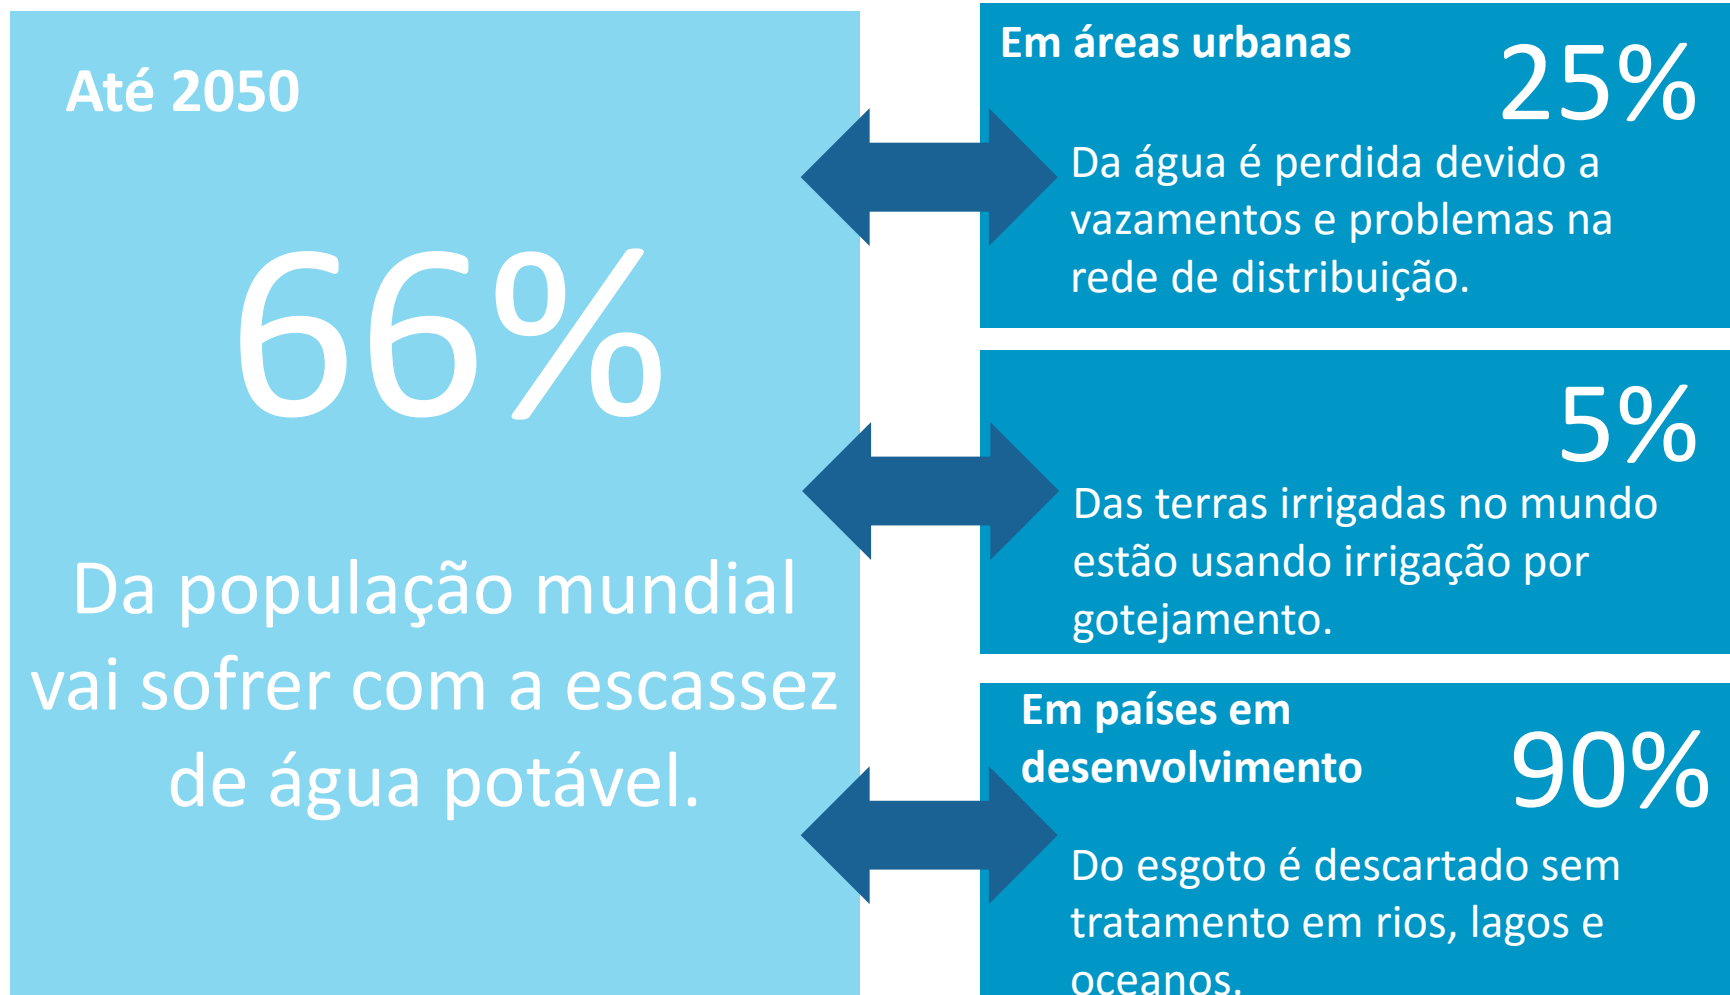 Até 2050
66%
Da população mundial
vai sofrer com a escassez
de água potável.
Em áreas urbanas
25%
Da água é perdida devido a
vazamentos e problemas na
rede de distribuição.
5%
Das terras irrigadas no mundo
estão usando irrigação por
gotejamento.
Em países em
desenvolvimento
90%
Do esgoto é descartado sem
tratamento em rios, lagos e
oceanos.